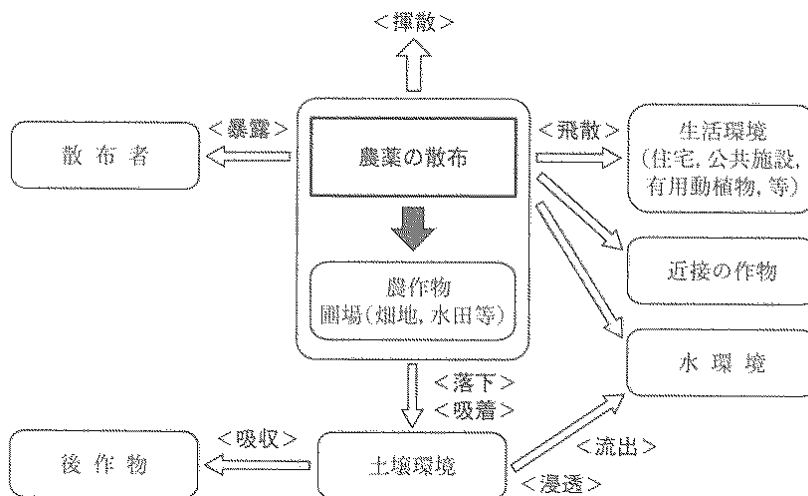 <揮散>
<暴露>
散布者
農薬の散布
<飛散>
生活環境
(住宅,公共施設,
有用動植物,等)
近接の作物
農作物
圃場(畑地,水田等)
水環境
<落下>
<吸着>
<吸収>
後作物
土壌環境
<流出>
<浸透>